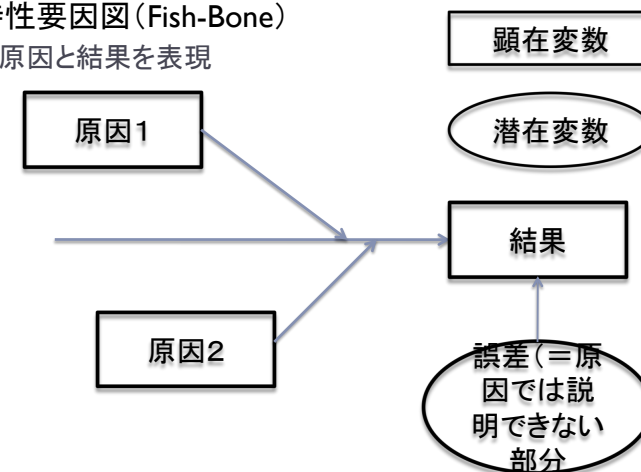 性要因図（Fish-Bone）
原因と結果を表現
顕在変数
原因１
潜在変数
結果
原因２
誤差（＝原
因では説
明できない
部分